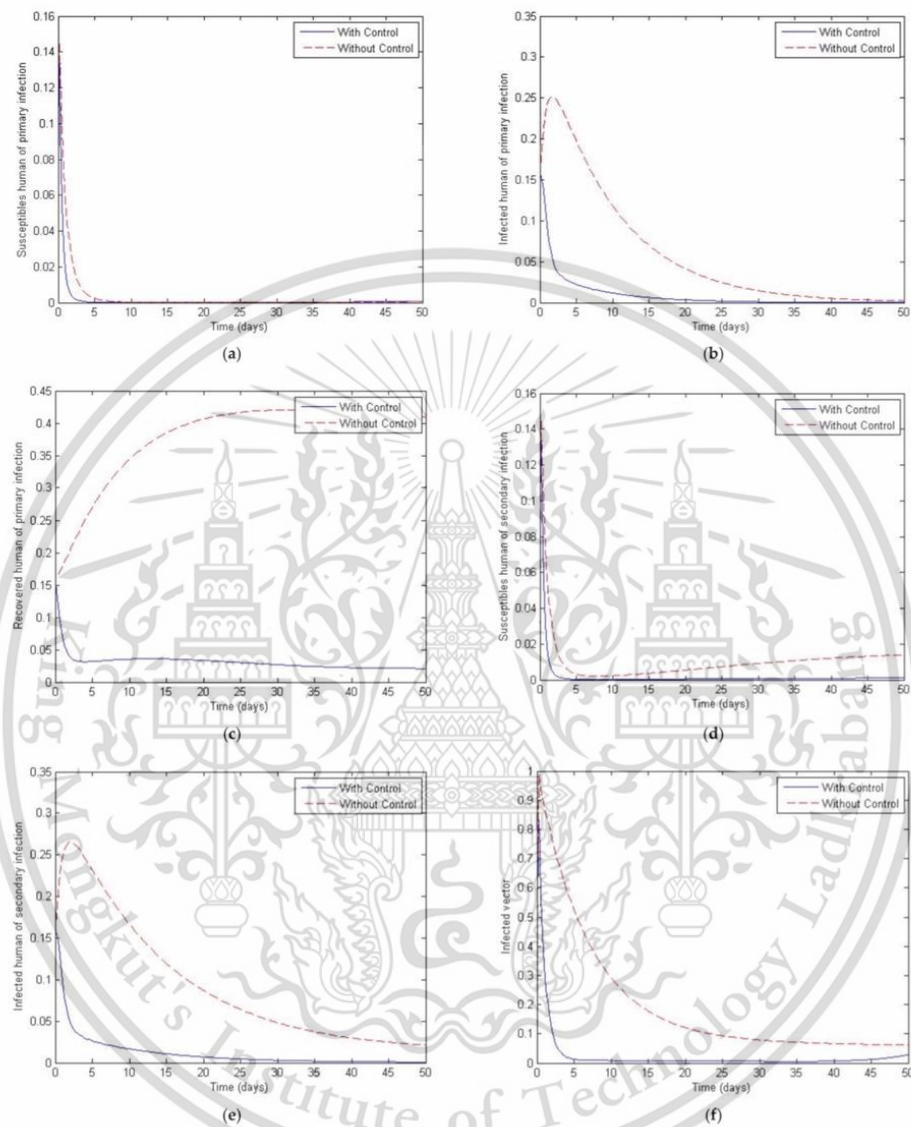 0.16
0.14
0.12
0.1
0.08
0.06
0.04
0.02
0
Susceptibles human of primary infection
With Control
Without Control
0 5 10 15 20 25 30 35 40 45 50
Time (days)
(a)
0.35
0.3
0.25
0.2
0.15
0.1
0.05
0
Infected human of primary infection
With Control
Without Control
0 5 10 15 20 25 30 35 40 45 50
Time (days)
(b)
0.45
0.4
0.35
0.3
0.25
0.2
0.15
0.1
0.05
0
Recovered human of primary infection
With Control
Without Control
0 5 10 15 20 25 30 35 40 45 50
Time (days)
(c)
0.16
0.14
0.12
0.1
0.08
0.06
0.04
0.02
0
Susceptibles human of secondary infection
With Control
Without Control
0 5 10 15 20 25 30 35 40 45 50
Time (days)
(d)
0.35
0.3
0.25
0.2
0.15
0.1
0.05
0
Infected human of secondary infection
With Control
Without Control
0 5 10 15 20 25 30 35 40 45 50
Time (days)
(e)
1
0.9
0.8
0.7
0.6
0.5
0.4
0.3
0.2
0.1
0
Infected vector
With Control
Without Control
0 5 10 15 20 25 30 35 40 45 50
Time (days)
(f)
King Mongkut's Institute of Technology Ladkrabang